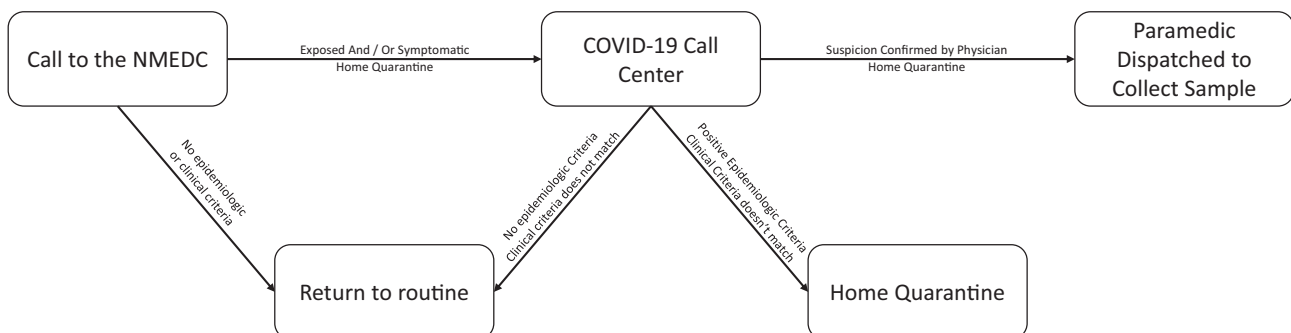 Call to the NMEDC
Exposed And / Or Symptomatic
Home Quarantine
COVID-19 Call
Center
Suspicion Confirmed by Physician
Home Quarantine
Paramedic
Dispatched to
Collect Sample
No epidemiologic
or clinical criteria
No epidemiologic Criteria
Clinical criteria does not match
Positive Epidemiologic Criteria
Clinical Criteria doesn't match
Return to routine
Home Quarantine